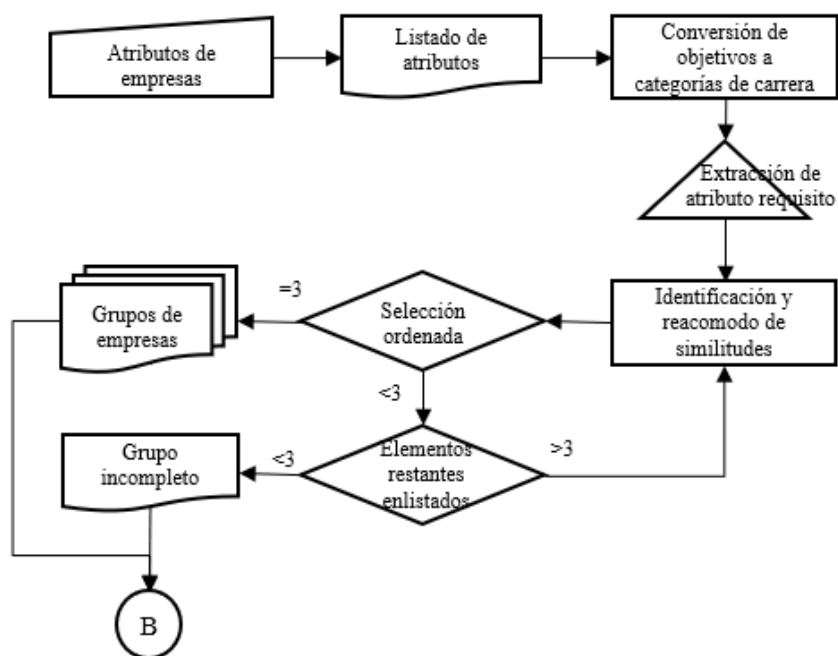 Atributos de
empresas
Listado de
atributos
Conversión de
objetivos a
categorías de carrera
Extracción de
atributo requisito
Identificación y
reacomodo de
similitudes
Selección
ordenada
=3
Grupos de
empresas
<3
Elementos
restantes
enlistados
>3
<3
Grupo
incompleto
B